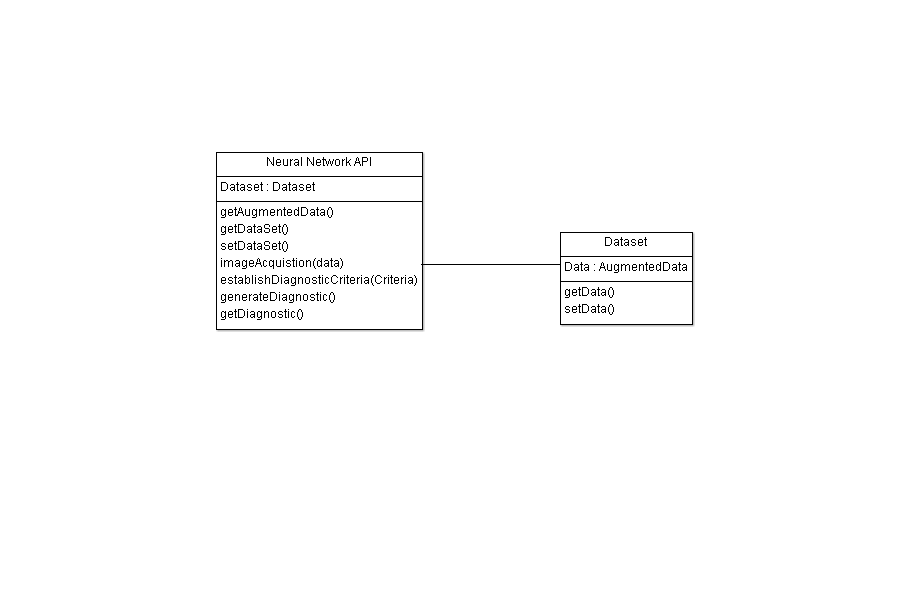 Neural Network API
Dataset : Dataset
getAugmentedData()
getDataSet()
setDataSet()
imageAcquistion(data)
establishDiagnosticCriteria(Criteria)
generateDiagnostic()
getDiagnostic()
Dataset
Data : AugmentedData
getData()
setData()